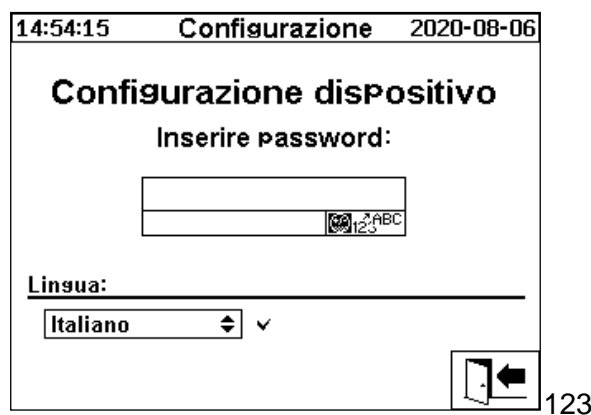 14:54:15 Configurazione 2020-08-06
Configurazione dispositivo
Inserire password:
123 ABC
Lingua:
Italiano
123